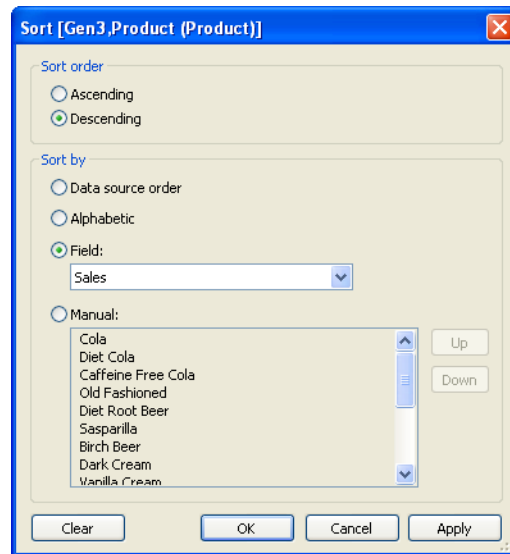 Sort [Gen3,Product (Product)]
Sort order
Ascending
Descending
Sort by
Data source order
Alphabetic
Field:
Sales
Manual:
Cola
Diet Cola
Caffeine Free Cola
Old Fashioned
Diet Root Beer
Sasparilla
Birch Beer
Dark Cream
Vanilla Cream
Up
Down
Clear
OK
Cancel
Apply